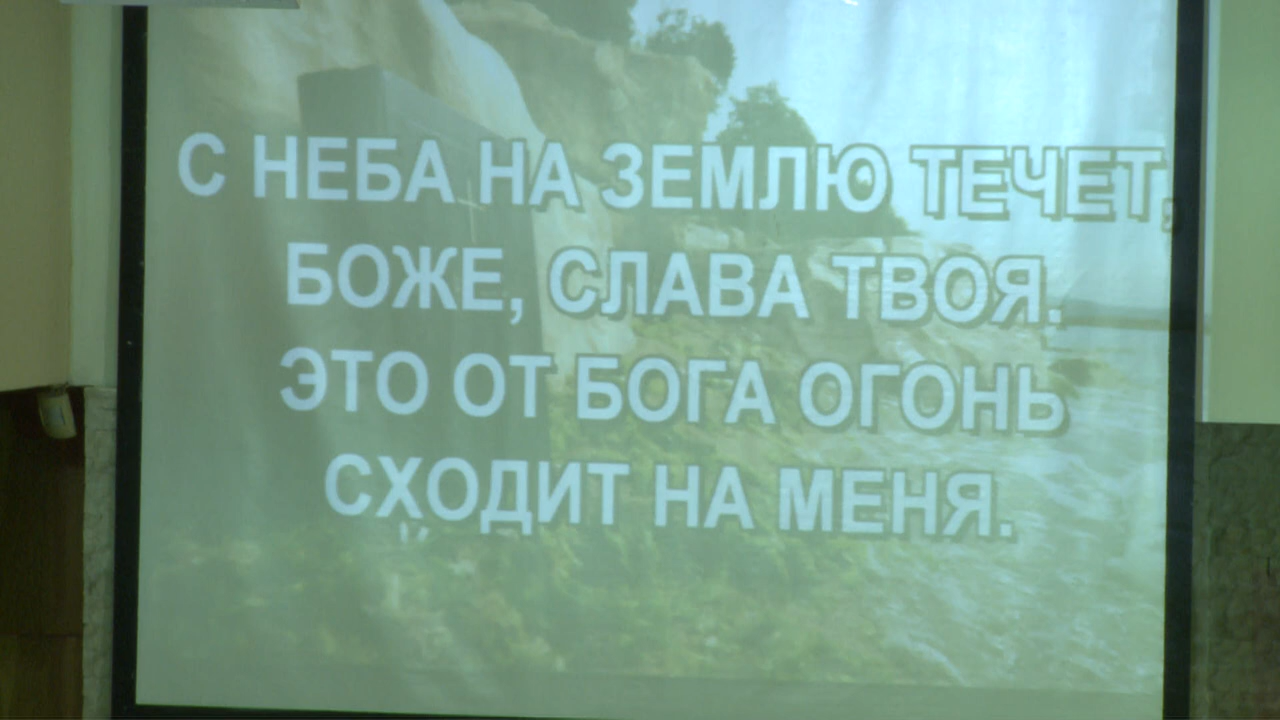 С НЕБА НА ЗЕМЛЮ ТЕЧЕТ,
БОЖЕ, СЛАВА ТВОЯ.
ЭТО ОТ БОГА ОГОНЬ
СХОДИТ НА МЕНЯ.